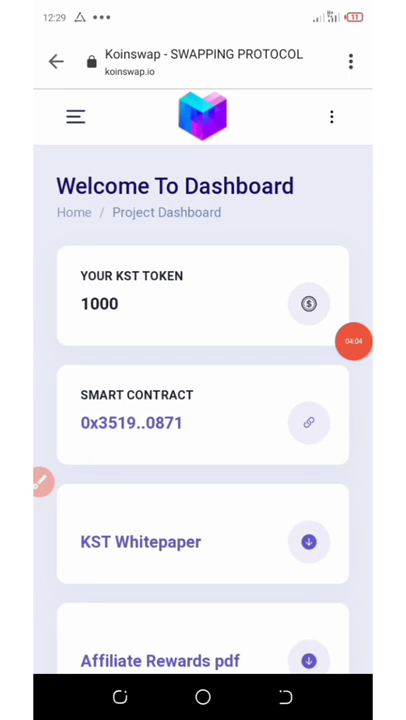 12:29
11
Koinswap - SWAPPING PROTOCOL
koinswap.io
Welcome To Dashboard
Home / Project Dashboard
YOUR KST TOKEN
1000
04:04
SMART CONTRACT
0x3519..0871
KST Whitepaper
Affiliate Rewards pdf